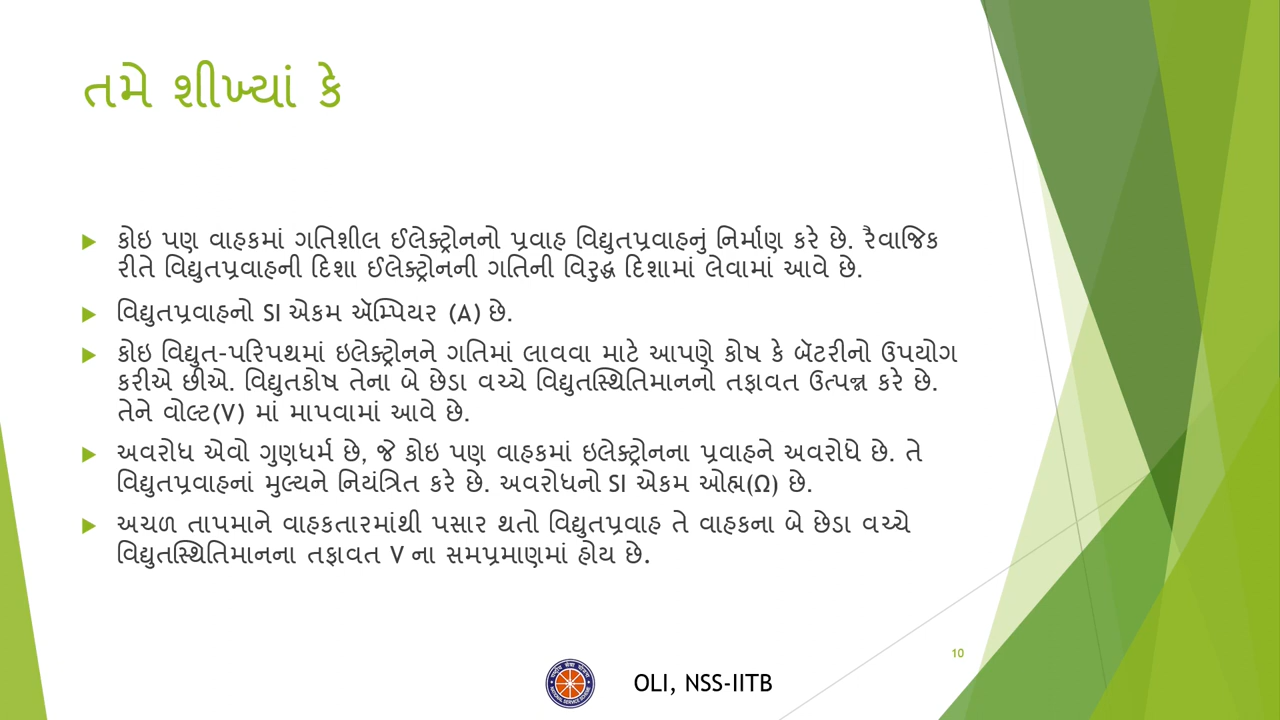 તમે શીખ્યાં કે
કોઇ પણ વાહકમાં ગતિશીલ ઈલેક્ટ્રોનનો પ્રવાહ વિદ્યુતપ્રવાહનું નિર્માણ કરે છે. રૈવાજિક
રીતે વિદ્યુતપ્રવાહની દિશા ઈલેક્ટ્રોનની ગતિની વિરુદ્ધ દિશામાં લેવામાં આવે છે.
વિદ્યુતપ્રવાહનો SI એકમ ઍમ્પિયર (A) છે.
કોઇ વિદ્યુત-પરિપથમાં ઇલેક્ટ્રોનને ગતિમાં લાવવા માટે આપણે કોષ કે બૅટરીનો ઉપયોગ
કરીએ છીએ. વિદ્યુતકોષ તેના બે છેડા વચ્ચે વિદ્યુતસ્થિતિમાનનો તફાવત ઉત્પન્ન કરે છે.
તેને વોલ્ટ(V) માં માપવામાં આવે છે.
અવરોધ એવો ગુણધર્મ છે, જે કોઇ પણ વાહકમાં ઇલેક્ટ્રોનના પ્રવાહને અવરોધે છે. તે
વિદ્યુતપ્રવાહનાં મુલ્યને નિયંત્રિત કરે છે. અવરોધનો SI એકમ ઓહ્મ(Ω) છે.
અચળ તાપમાને વાહકતારમાંથી પસાર થતો વિદ્યુતપ્રવાહ તે વાહકના બે છેડા વચ્ચે
વિદ્યુતસ્થિતિમાનના તફાવત V ના સમપ્રમાણમાં હોય છે.
10
OLI, NSS-IITB